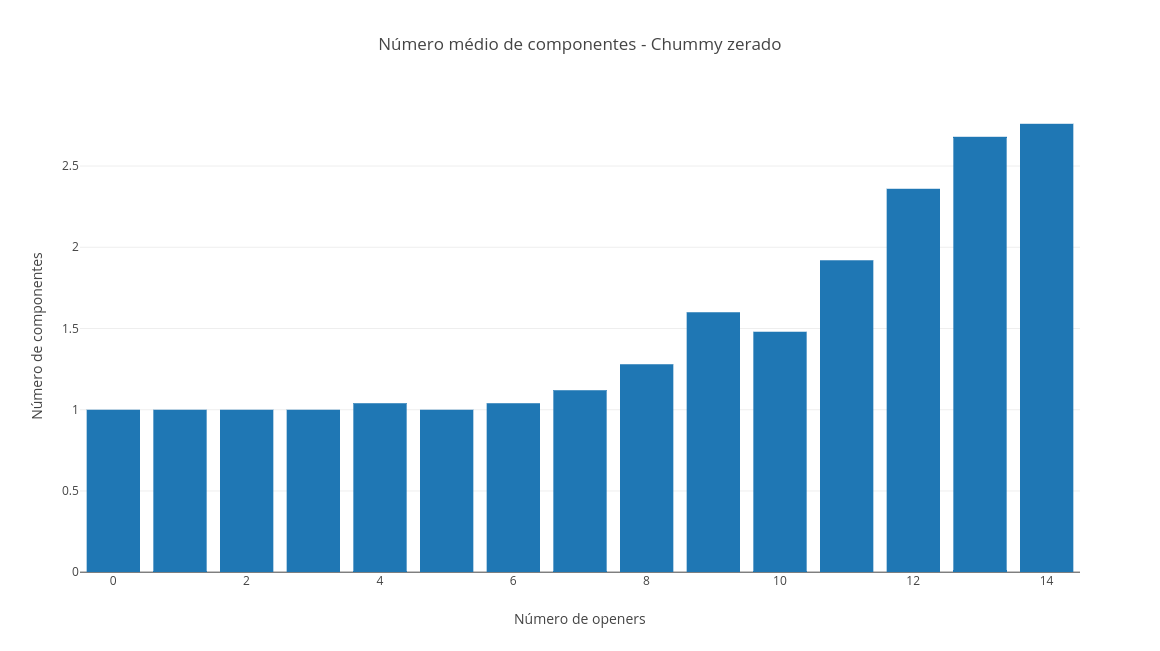 Número médio de componentes - Chummy zerado
Número de componentes
2.5
2
1.5
1
0.5
0
0 2 4 6 8 10 12 14
Número de openers